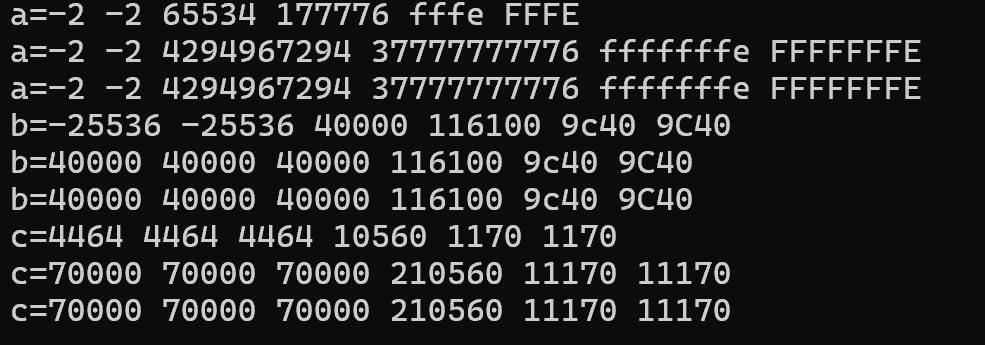 a=-2 -2 65534 177776 fffe FFFE
a=-2 -2 4294967294 37777777776 fffffffe FFFFFFFE
a=-2 -2 4294967294 37777777776 fffffffe FFFFFFFE
b=-25536 -25536 40000 116100 9c40 9C40
b=40000 40000 40000 116100 9c40 9C40
b=40000 40000 40000 116100 9c40 9C40
c=4464 4464 4464 10560 1170 1170
c=70000 70000 70000 210560 11170 11170
c=70000 70000 70000 210560 11170 11170